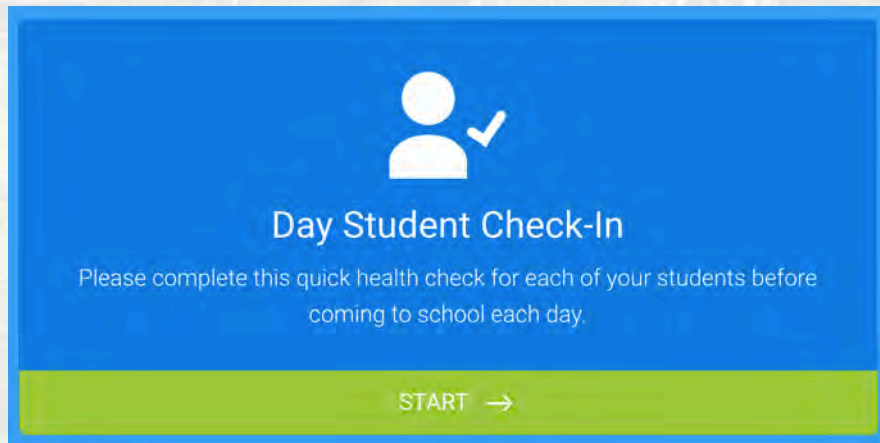 Day Student Check-In
Please complete this quick health check for each of your students before
coming to school each day.
START →